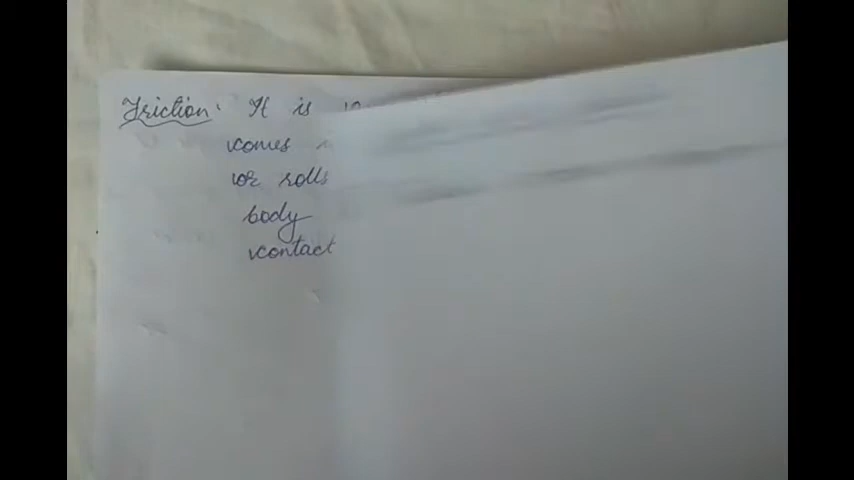 Friction: It is
comes
or rolls
body
contact